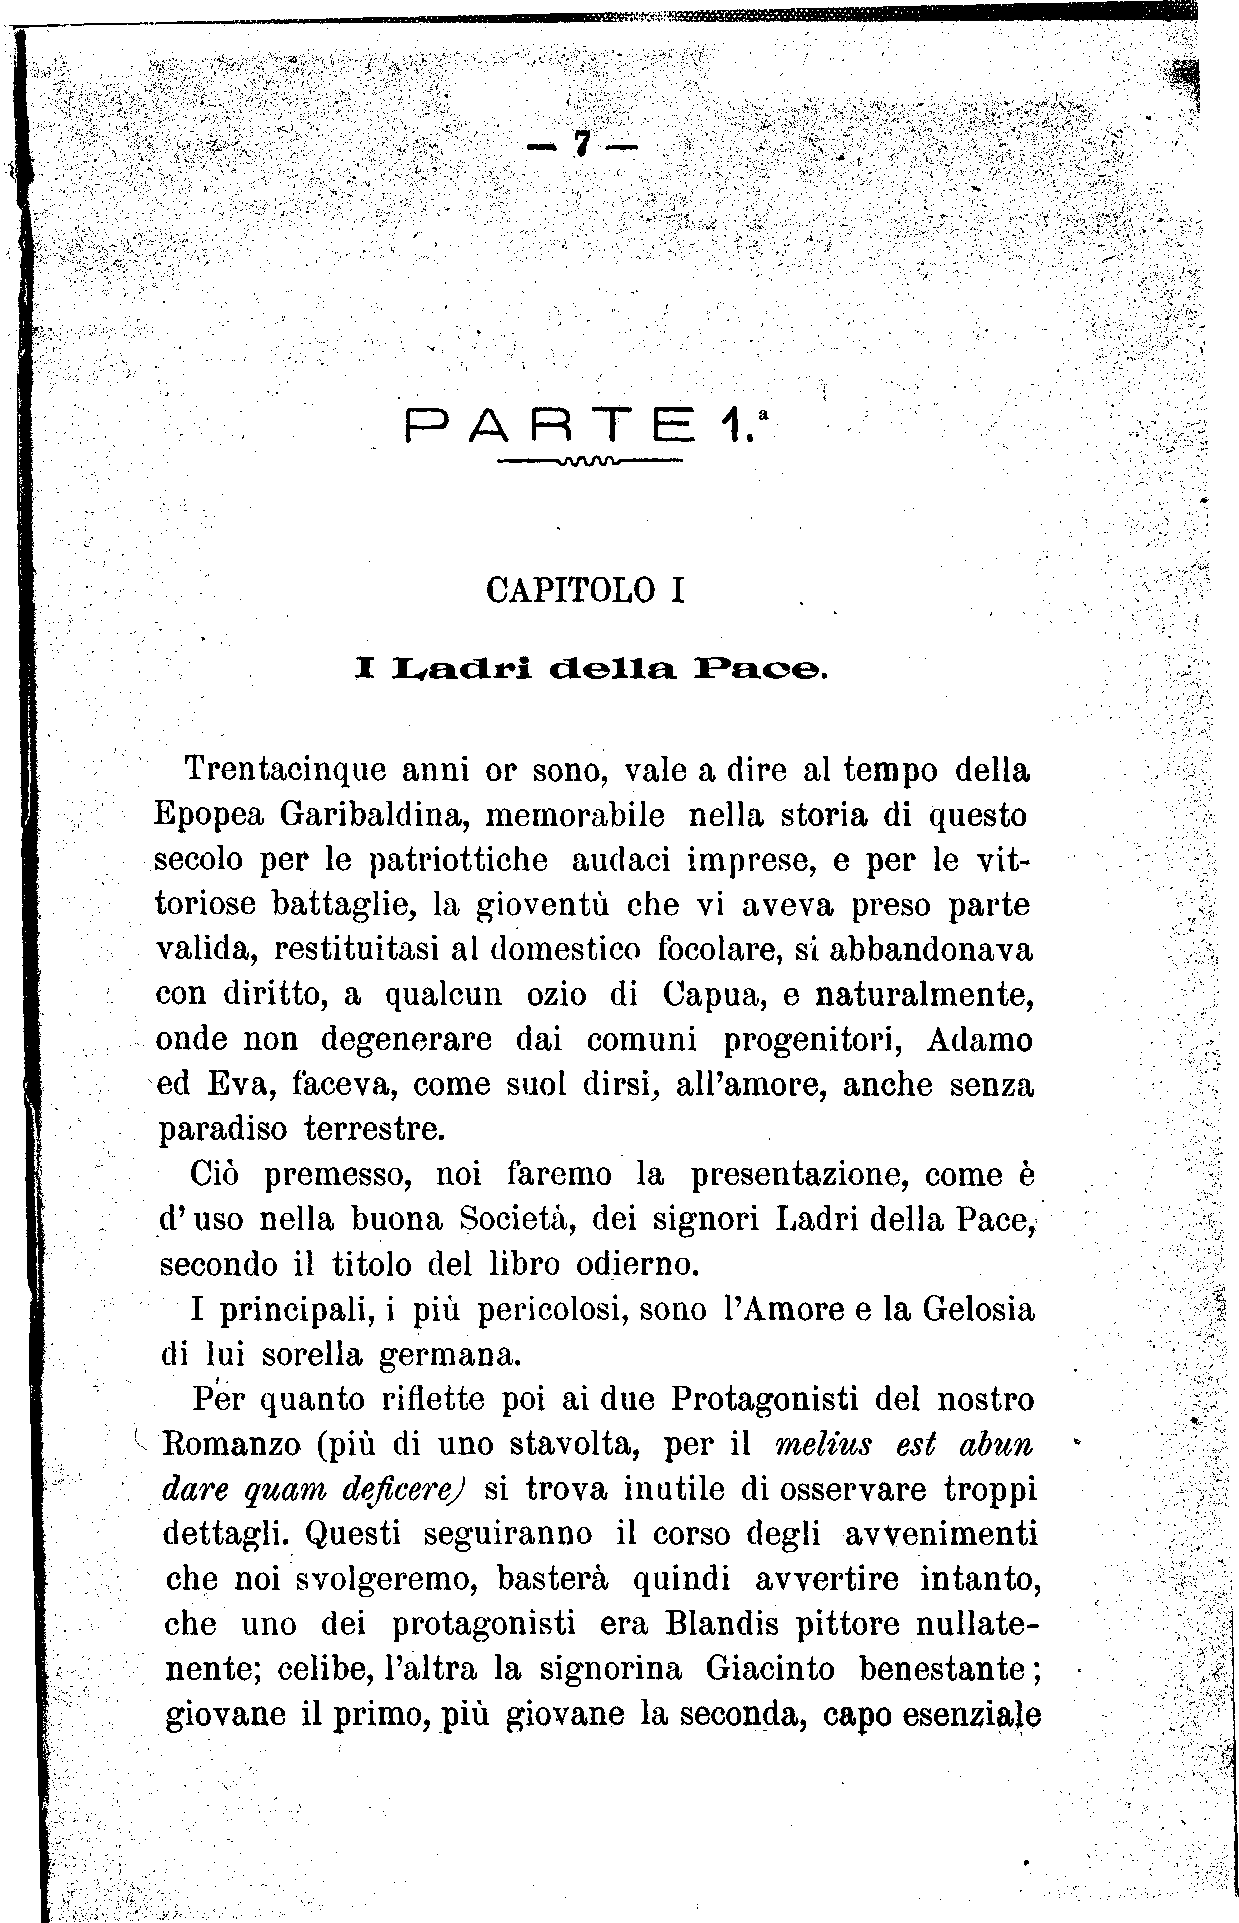 — 7 —
PARTE 1.ª
CAPITOLO I
I Ladri della Pace.
Trentacinque anni or sono, vale a dire al tempo della
Epopea Garibaldina, memorabile nella storia di questo
secolo per le patriottiche audaci imprese, e per le vit-
toriose battaglie, la gioventù che vi aveva preso parte
valida, restituitasi al domestico focolare, si abbandonava
con diritto, a qualcun ozio di Capua, e naturalmente,
onde non degenerare dai comuni progenitori, Adamo
ed Eva, faceva, come suol dirsi, all'amore, anche senza
paradiso terrestre.
Ciò premesso, noi faremo la presentazione, come è
d' uso nella buona Società, dei signori Ladri della Pace,
secondo il titolo del libro odierno.
I principali, i più pericolosi, sono l'Amore e la Gelosia
di lui sorella germana.
Per quanto riflette poi ai due Protagonisti del nostro
Romanzo (più di uno stavolta, per il melius est abun
dare quam deficere) si trova inutile di osservare troppi
dettagli. Questi seguiranno il corso degli avvenimenti
che noi svolgeremo, basterà quindi avvertire intanto,
che uno dei protagonisti era Blandis pittore nullate-
nente; celibe, l'altra la signorina Giacinto benestante;
giovane il primo, più giovane la seconda, capo esenziale